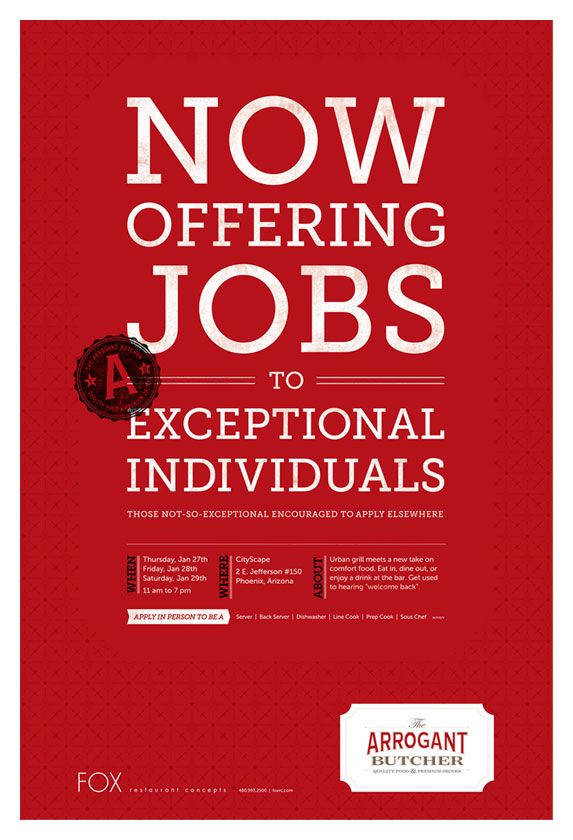 NOW
OFFERING
JOBS
TO
EXCEPTIONAL
INDIVIDUALS
THOSE NOT-SO-EXCEPTIONAL ENCOURAGED TO APPLY ELSEWHERE
A
WHEN
Thursday, Jan 27th
Friday, Jan 28th
Saturday, Jan 29th
11 am to 7 pm
WHERE
CityScape
2 E. Jefferson #150
Phoenix, Arizona
ABOUT
Urban grill meets a new take on
comfort food. Eat in, dine out, or
enjoy a drink at the bar. Get used
to hearing "welcome back".
APPLY IN PERSON TO BE A
Server | Back Server | Dishwasher | Line Cook | Prep Cook | Sous Chef
The
ARROGANT
BUTCHER
QUALITY FOOD & PREMIUM DRINKS
FOX restaurant concepts 480.993.2500 | foxrc.com